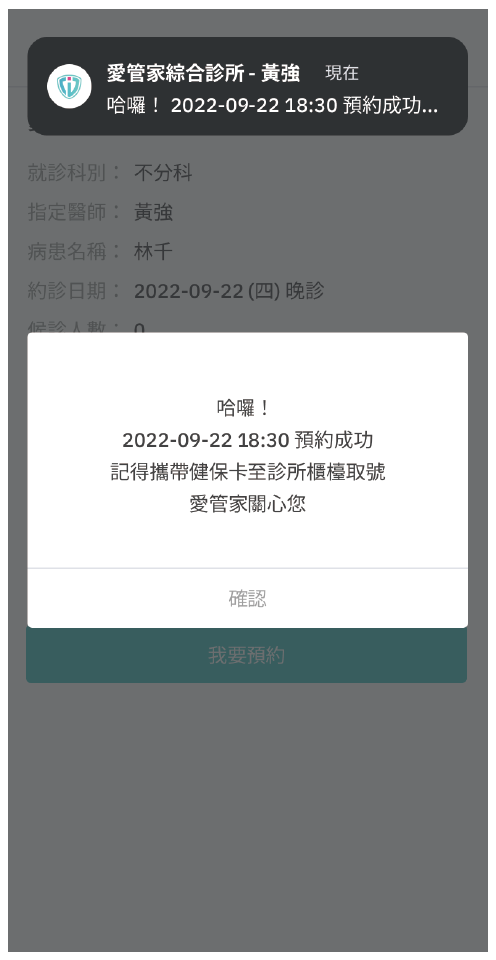 愛管家綜合診所 - 黃強 現在
哈囉！ 2022-09-22 18:30 預約成功...
就診科別： 不分科
指定醫師： 黃強
病患名稱： 林千
約診日期： 2022-09-22 (四) 晚診
候診人數： 0
哈囉！
2022-09-22 18:30 預約成功
記得攜帶健保卡至診所櫃檯取號
愛管家關心您
確認
我要預約